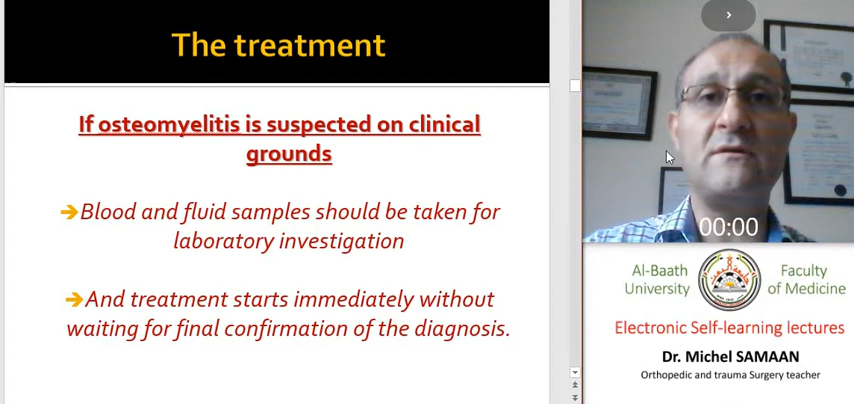 The treatment
If osteomyelitis is suspected on clinical
grounds
➔Blood and fluid samples should be taken for
laboratory investigation
➔And treatment starts immediately without
waiting for final confirmation of the diagnosis.
00:00
Al-Baath
University
Faculty
of Medicine
Electronic Self-learning lectures
Dr. Michel SAMAAN
Orthopedic and trauma Surgery teacher